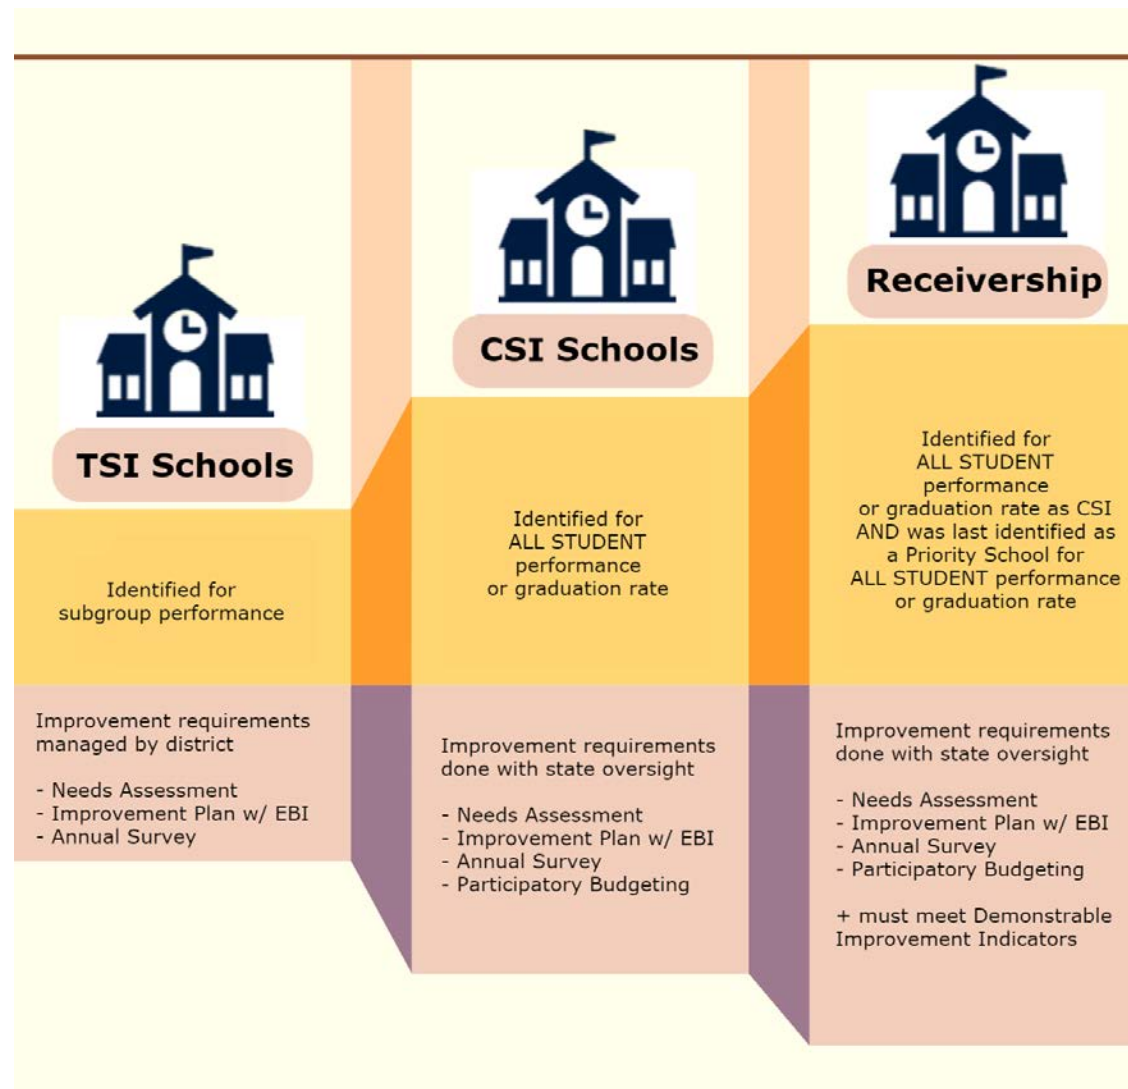 TSI Schools
Identified for
subgroup performance
Improvement requirements
managed by district
- Needs Assessment
- Improvement Plan w/ EBI
- Annual Survey
CSI Schools
Identified for
ALL STUDENT
performance
or graduation rate
Improvement requirements
done with state oversight
- Needs Assessment
- Improvement Plan w/ EBI
- Annual Survey
- Participatory Budgeting
Receivership
Identified for
ALL STUDENT
performance
or graduation rate as CSI
AND was last identified as
a Priority School for
ALL STUDENT performance
or graduation rate
Improvement requirements
done with state oversight
- Needs Assessment
- Improvement Plan w/ EBI
- Annual Survey
- Participatory Budgeting
+ must meet Demonstrable
Improvement Indicators